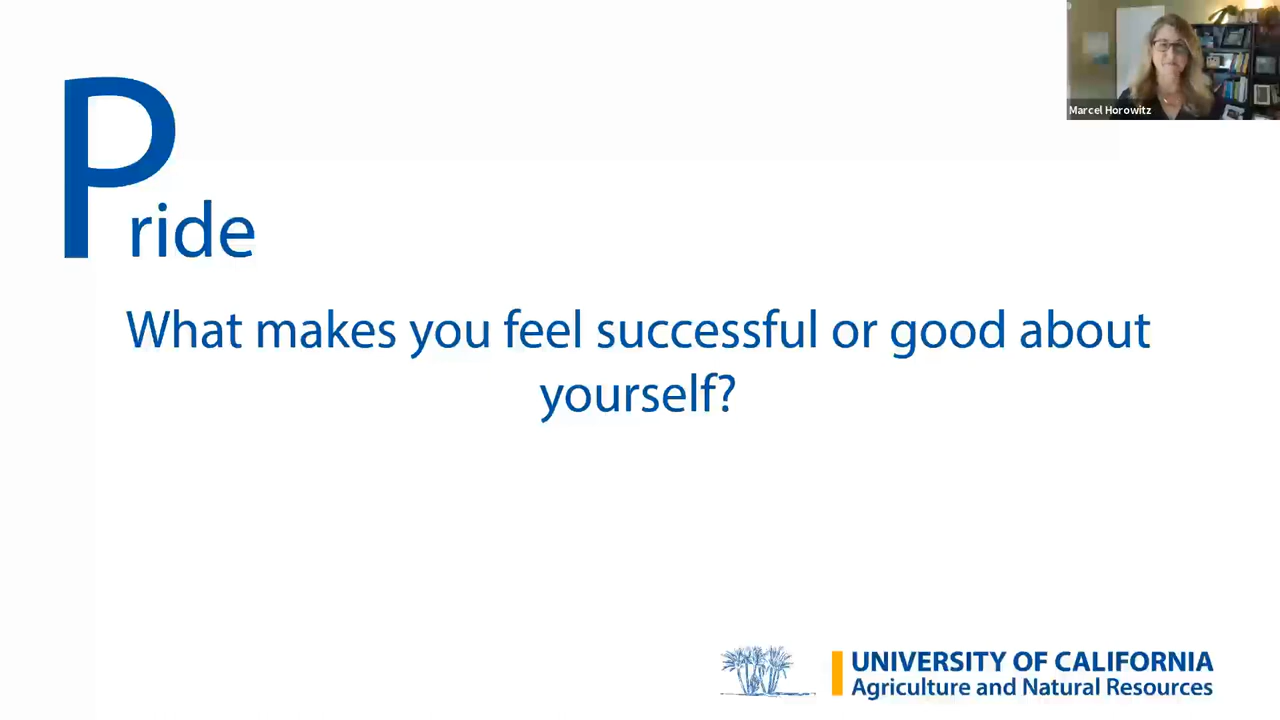 Marcel Horowitz
Pride
What makes you feel successful or good about
yourself?
UNIVERSITY OF CALIFORNIA
Agriculture and Natural Resources